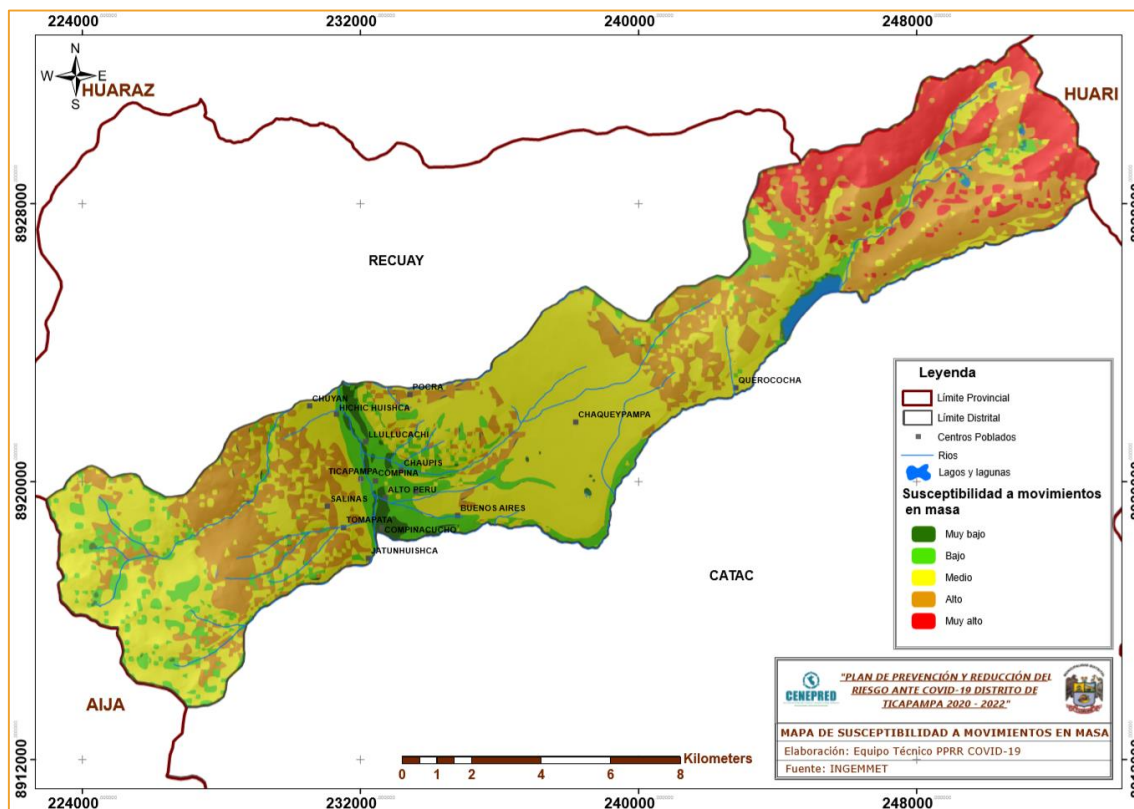 224000
232000
240000
248000
N
W
E
S
HUARAZ
HUARI
8928000
RECUAY
POCRA
CHUYAN
HICHIC HUISHCA
QUEROCOCHA
CHAQUEYPAMPA
LLULLUCACHI
CHAUPIS
TICAPAMPA
COMPINA
8920000
ALTO PERU
SALINAS
BUENOS AIRES
TOMAPATA
COMPINACUCHO
JATUNHUISHCA
CATAC
AIJA
Leyenda
Límite Provincial
Límite Distrital
Centros Poblados
Rios
Lagos y lagunas
Susceptibilidad a movimientos
en masa
Muy bajo
Bajo
Medio
Alto
Muy alto
CENEPRED
"PLAN DE PREVENCIÓN Y REDUCCIÓN DEL
RIESGO ANTE COVID-19 DISTRITO DE
TICAPAMPA 2020 - 2022"
MAPA DE SUSCEPTIBILIDAD A MOVIMIENTOS EN MASA
Elaboración: Equipo Técnico PPRR COVID-19
Fuente: INGEMMET
Kilometers
0 1 2 4 6 8
8912000
224000
232000
240000
248000